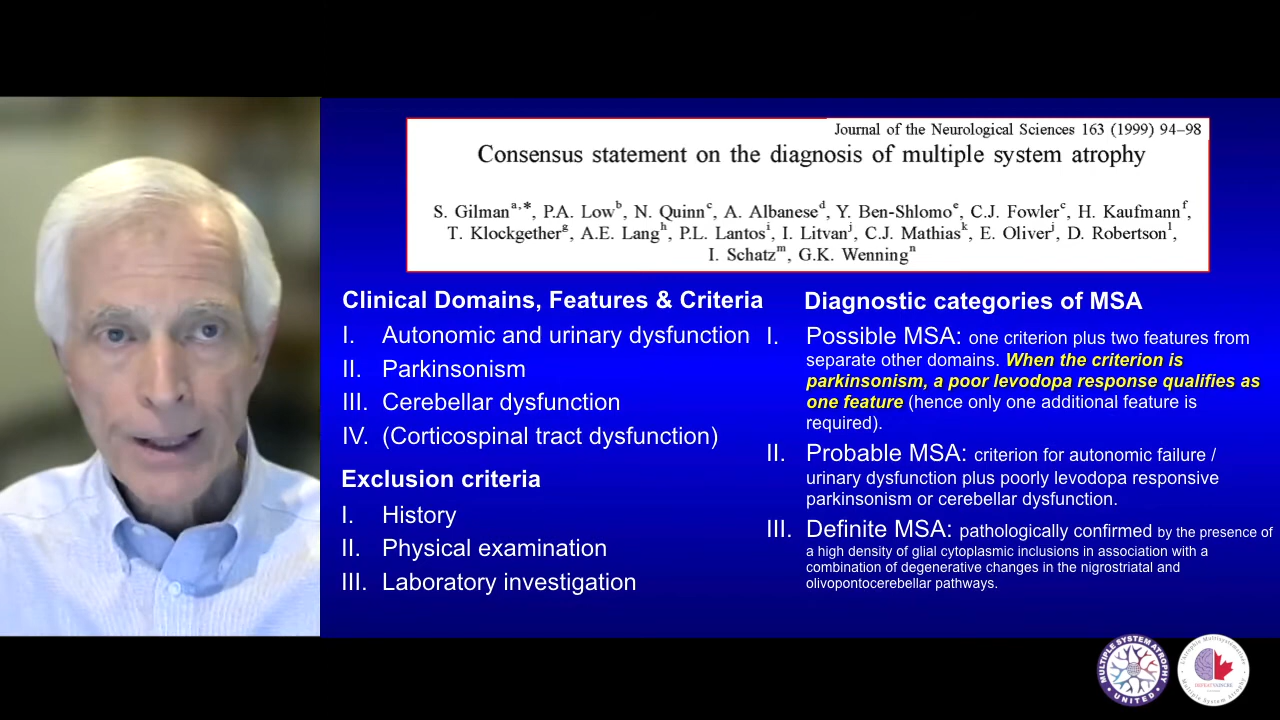 Journal of the Neurological Sciences 163 (1999) 94–98
Consensus statement on the diagnosis of multiple system atrophy
S. Gilman a,*, P.A. Low b, N. Quinn c, A. Albanese d, Y. Ben-Shlomo e, C.J. Fowler c, H. Kaufmann f,
T. Klockgether g, A.E. Lang h, P.L. Lantos i, I. Litvan j, C.J. Mathias k, E. Oliver j, D. Robertson l,
I. Schatz m, G.K. Wenning n
Clinical Domains, Features & Criteria
I. Autonomic and urinary dysfunction
II. Parkinsonism
III. Cerebellar dysfunction
IV. (Corticospinal tract dysfunction)
Exclusion criteria
I. History
II. Physical examination
III. Laboratory investigation
Diagnostic categories of MSA
I. Possible MSA: one criterion plus two features from
separate other domains. When the criterion is
parkinsonism, a poor levodopa response qualifies as
one feature (hence only one additional feature is
required).
II. Probable MSA: criterion for autonomic failure /
urinary dysfunction plus poorly levodopa responsive
parkinsonism or cerebellar dysfunction.
III. Definite MSA: pathologically confirmed by the presence of
a high density of glial cytoplasmic inclusions in association with a
combination of degenerative changes in the nigrostriatal and
olivopontocerebellar pathways.
MULTIPLE SYSTEM ATROPHY
UNITED
Multiple System Atrophy